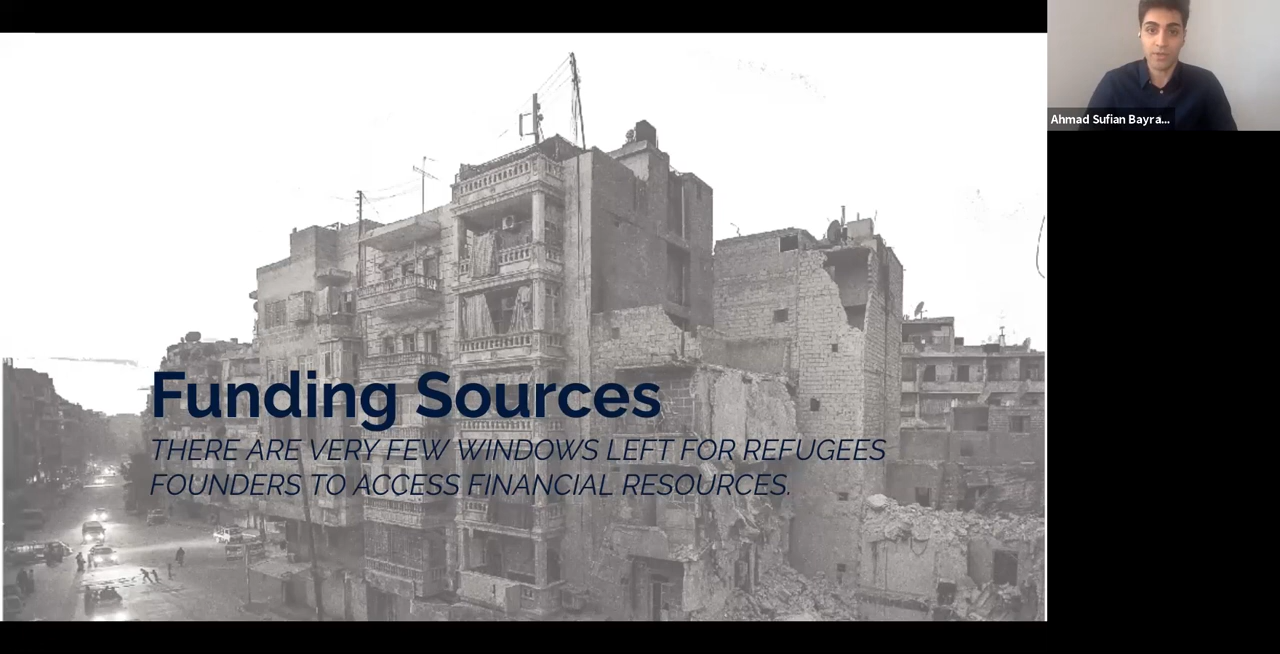 Ahmad Sufian Bayra...
Funding Sources
THERE ARE VERY FEW WINDOWS LEFT FOR REFUGEES
FOUNDERS TO ACCESS FINANCIAL RESOURCES.